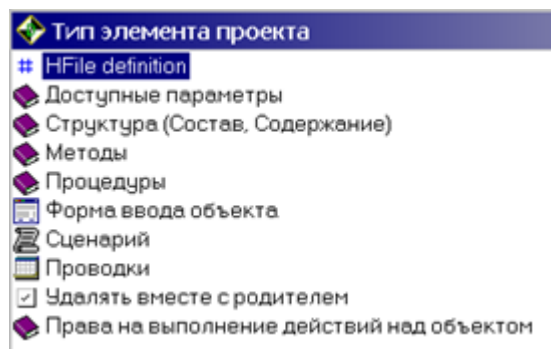 Тип элемента проекта
# HFile definition
Доступные параметры
Структура (Состав, Содержание)
Методы
Процедуры
Форма ввода объекта
Сценарий
Проводки
Удалять вместе с родителем
Права на выполнение действий над объектом